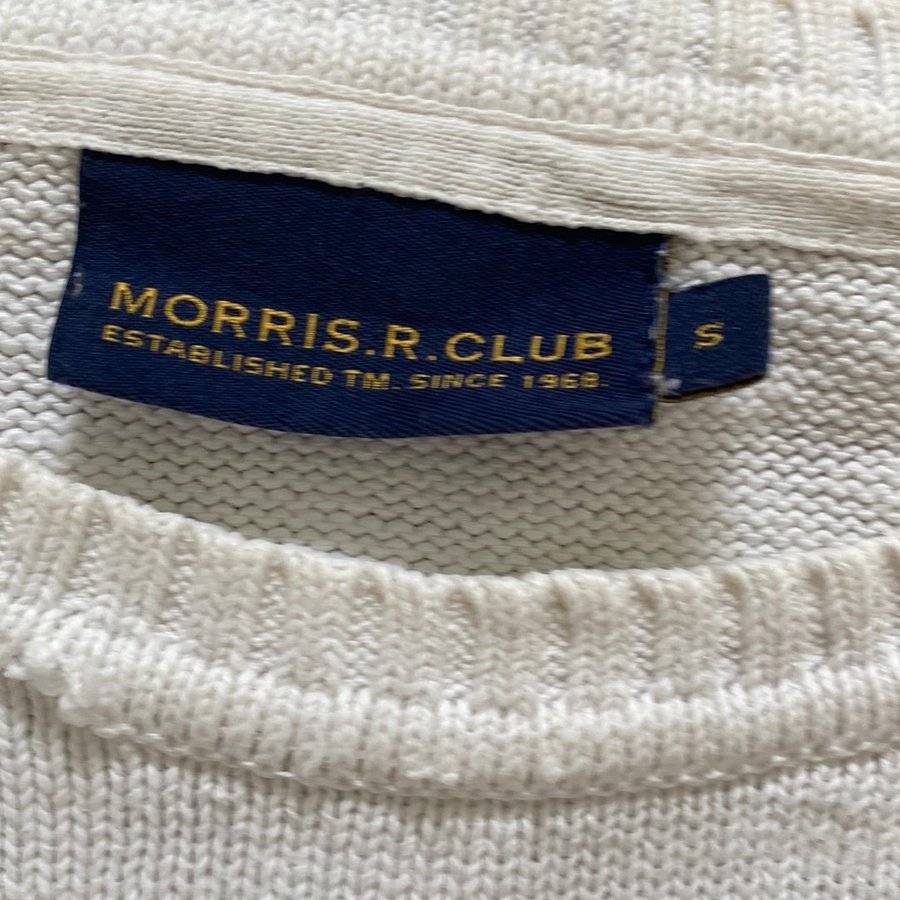 MORRIS.R.CLUB
ESTABLISHED TM. SINCE 1968.
S